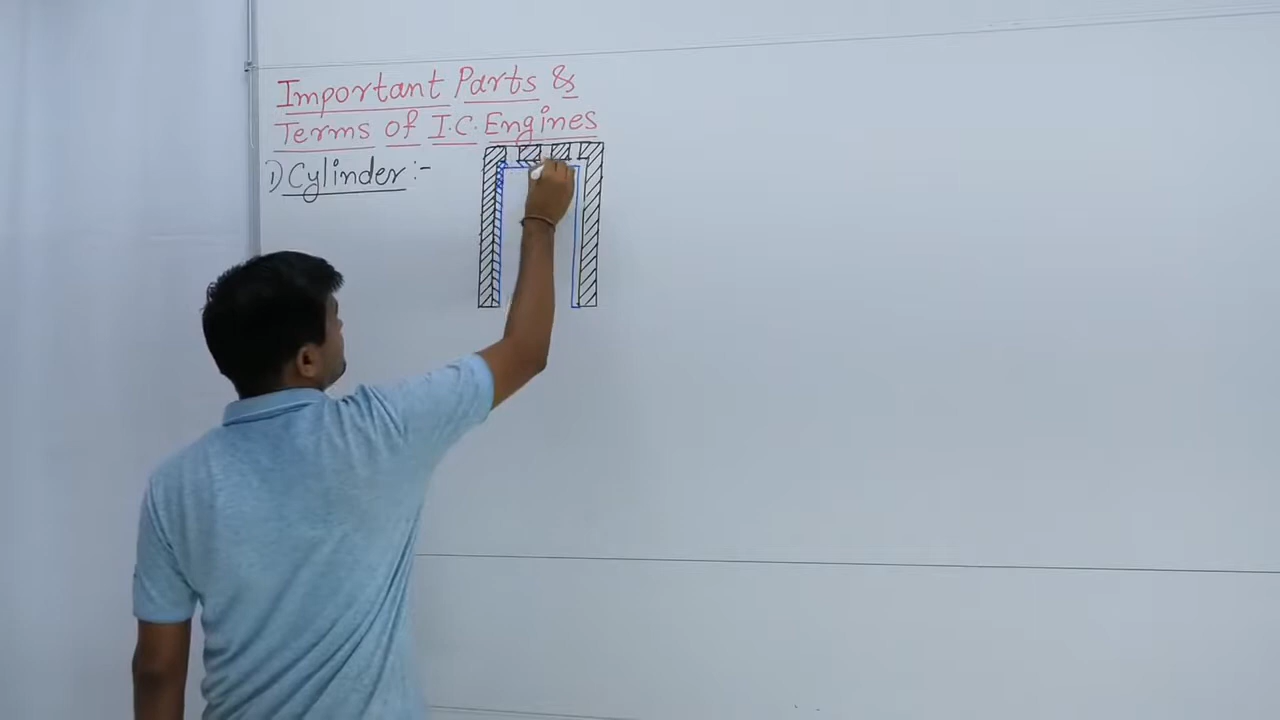 Important Parts &
Terms of I.C. Engines
1) Cylinder :-